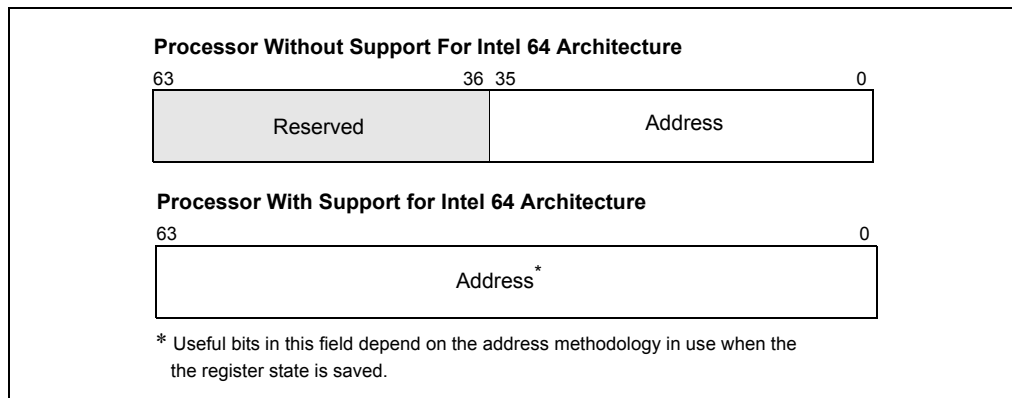 Processor Without Support For Intel 64 Architecture
63 36 35 0
Reserved Address
Processor With Support for Intel 64 Architecture
63 0
Address*
* Useful bits in this field depend on the address methodology in use when the
the register state is saved.